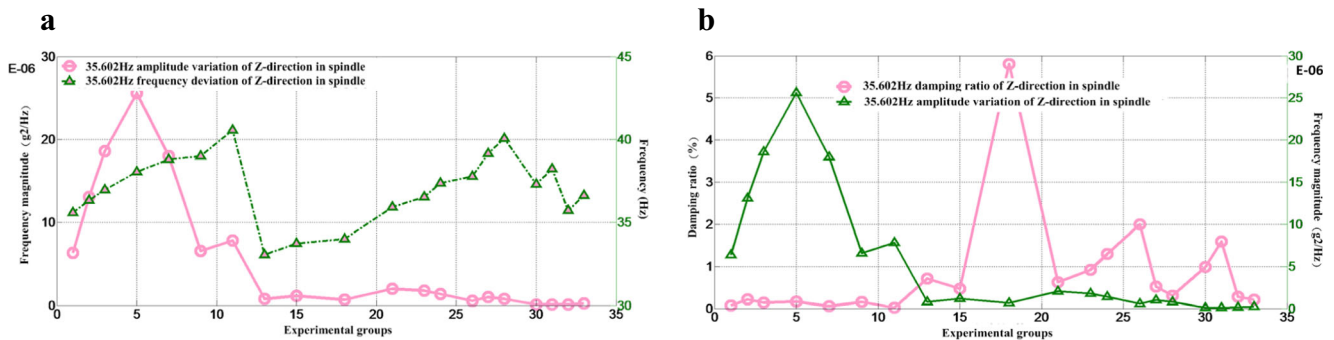 a
E-06
30
20
10
0
Frequency magnitude (g2/Hz)
35.602Hz amplitude variation of Z-direction in spindle
35.602Hz frequency deviation of Z-direction in spindle
45
40
35
30
Frequency (Hz)
0 5 10 15 20 25 30 35
Experimental groups
b
6
5
4
3
2
1
0
Damping ratio (%)
35.602Hz damping ratio of Z-direction in spindle
35.602Hz amplitude variation of Z-direction in spindle
30
E-06
25
20
15
10
5
0
Frequency magnitude (g2/Hz)
0 5 10 15 20 25 30 35
Experimental groups